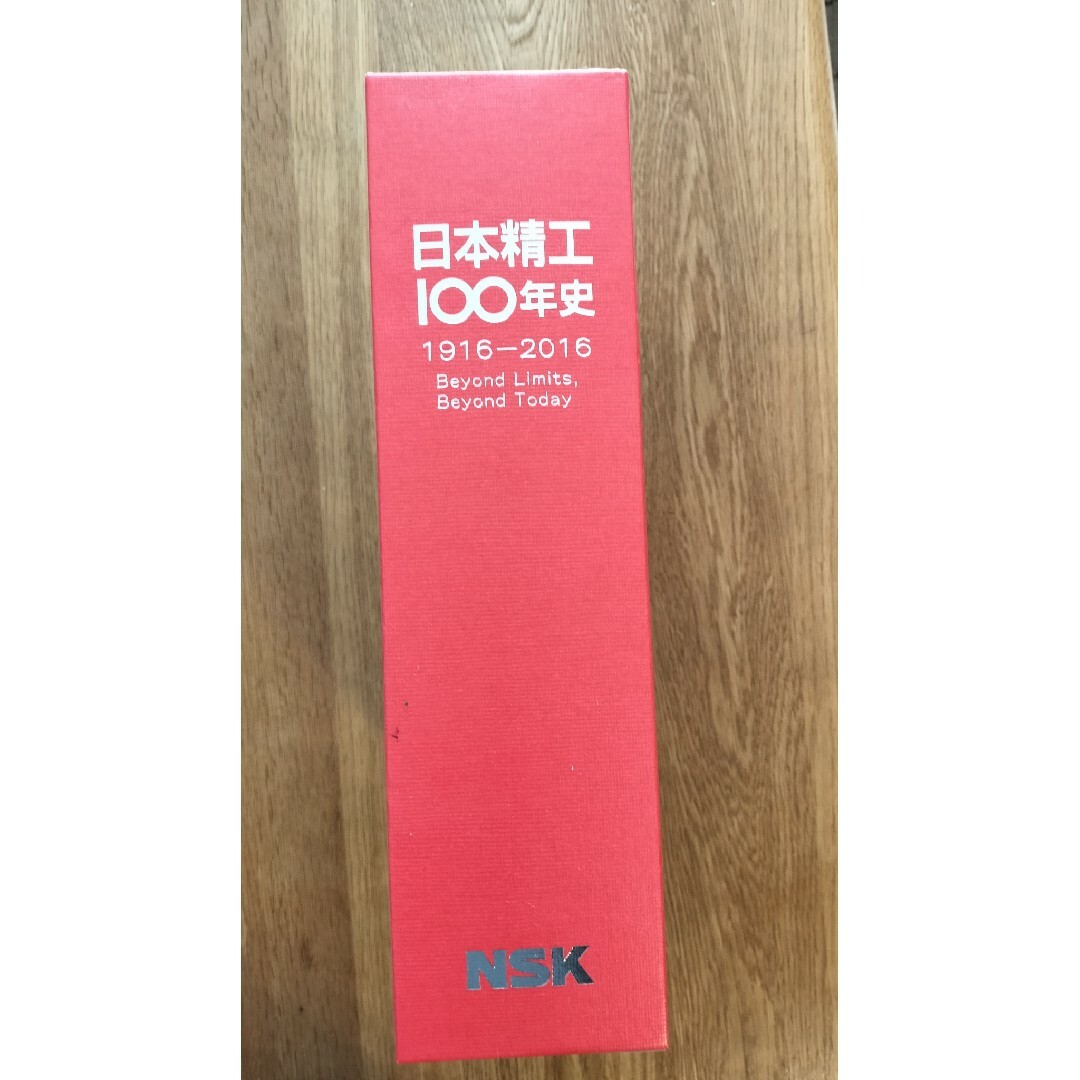 日本精工
100年史
1916-2016
Beyond Limits,
Beyond Today
NSK